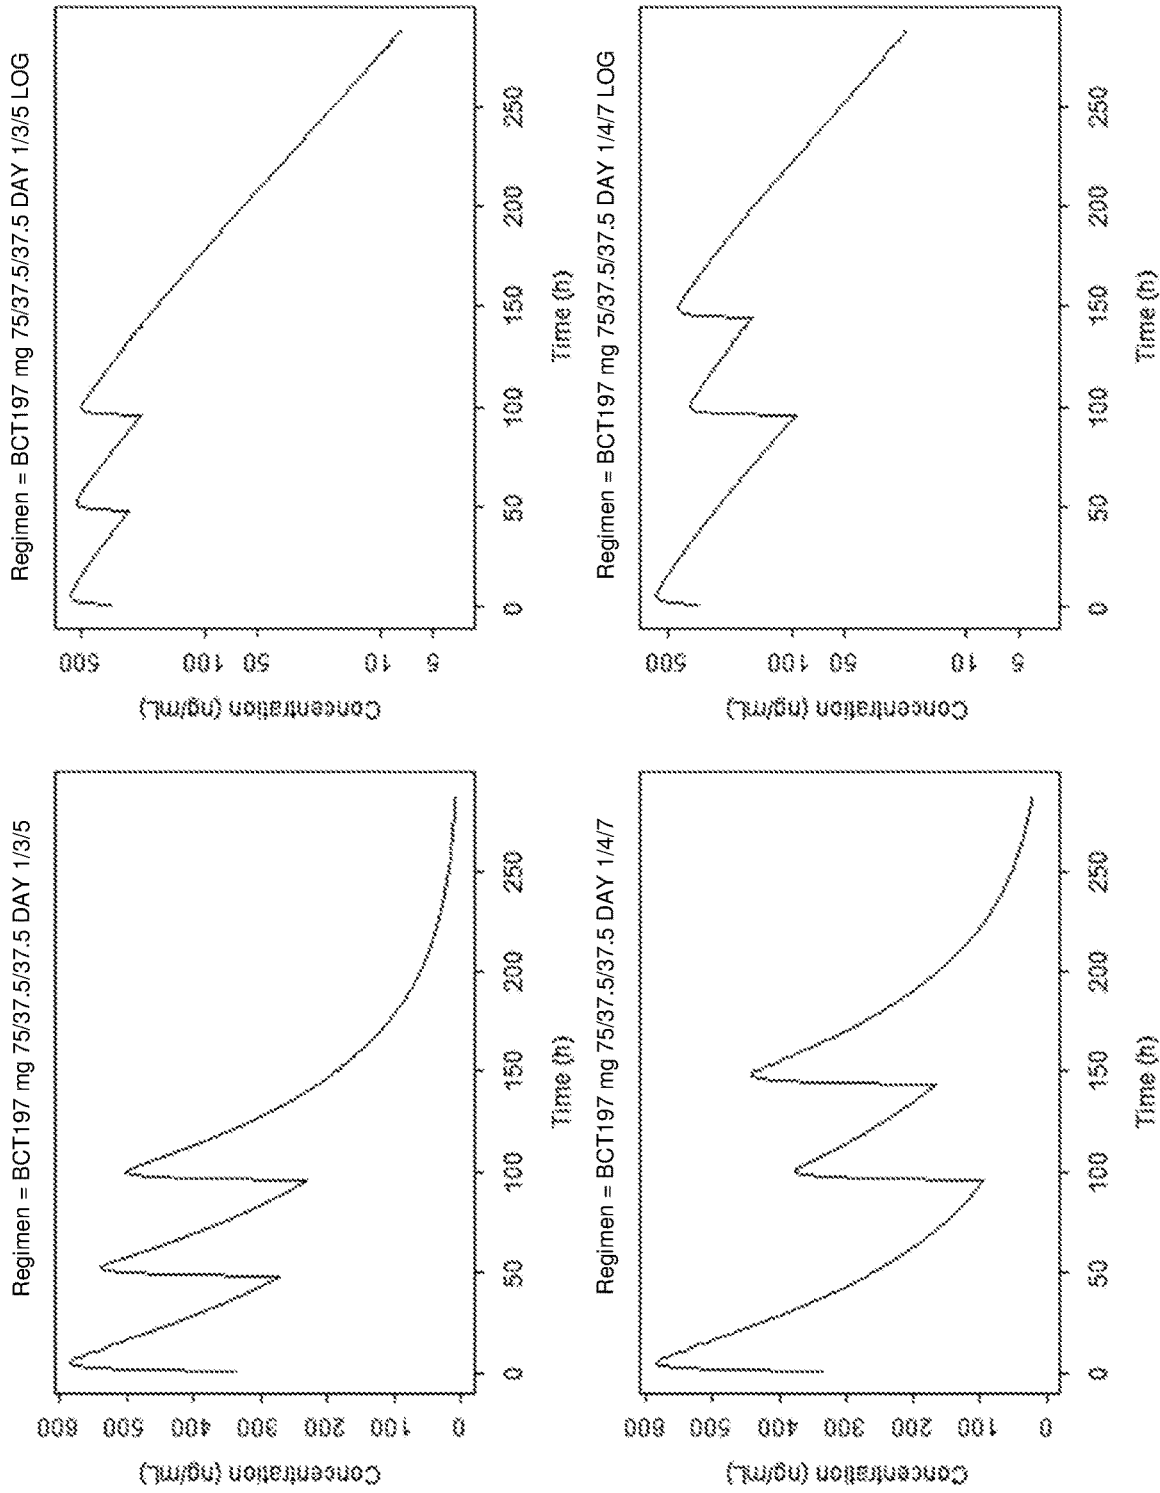 Regimen = BCT197 mg 75/37.5/37.5 DAY 1/3/5
Concentration (ng/mL)
600
500
400
300
200
100
0
0 50 100 150 200 250
Time (h)
Regimen = BCT197 mg 75/37.5/37.5 DAY 1/3/5 LOG
Concentration (ng/mL)
500
100
50
10
5
0 50 100 150 200 250
Time (h)
Regimen = BCT197 mg 75/37.5/37.5 DAY 1/4/7
Concentration (ng/mL)
600
500
400
300
200
100
0
0 50 100 150 200 250
Time (h)
Regimen = BCT197 mg 75/37.5/37.5 DAY 1/4/7 LOG
Concentration (ng/mL)
500
100
50
10
5
0 50 100 150 200 250
Time (h)